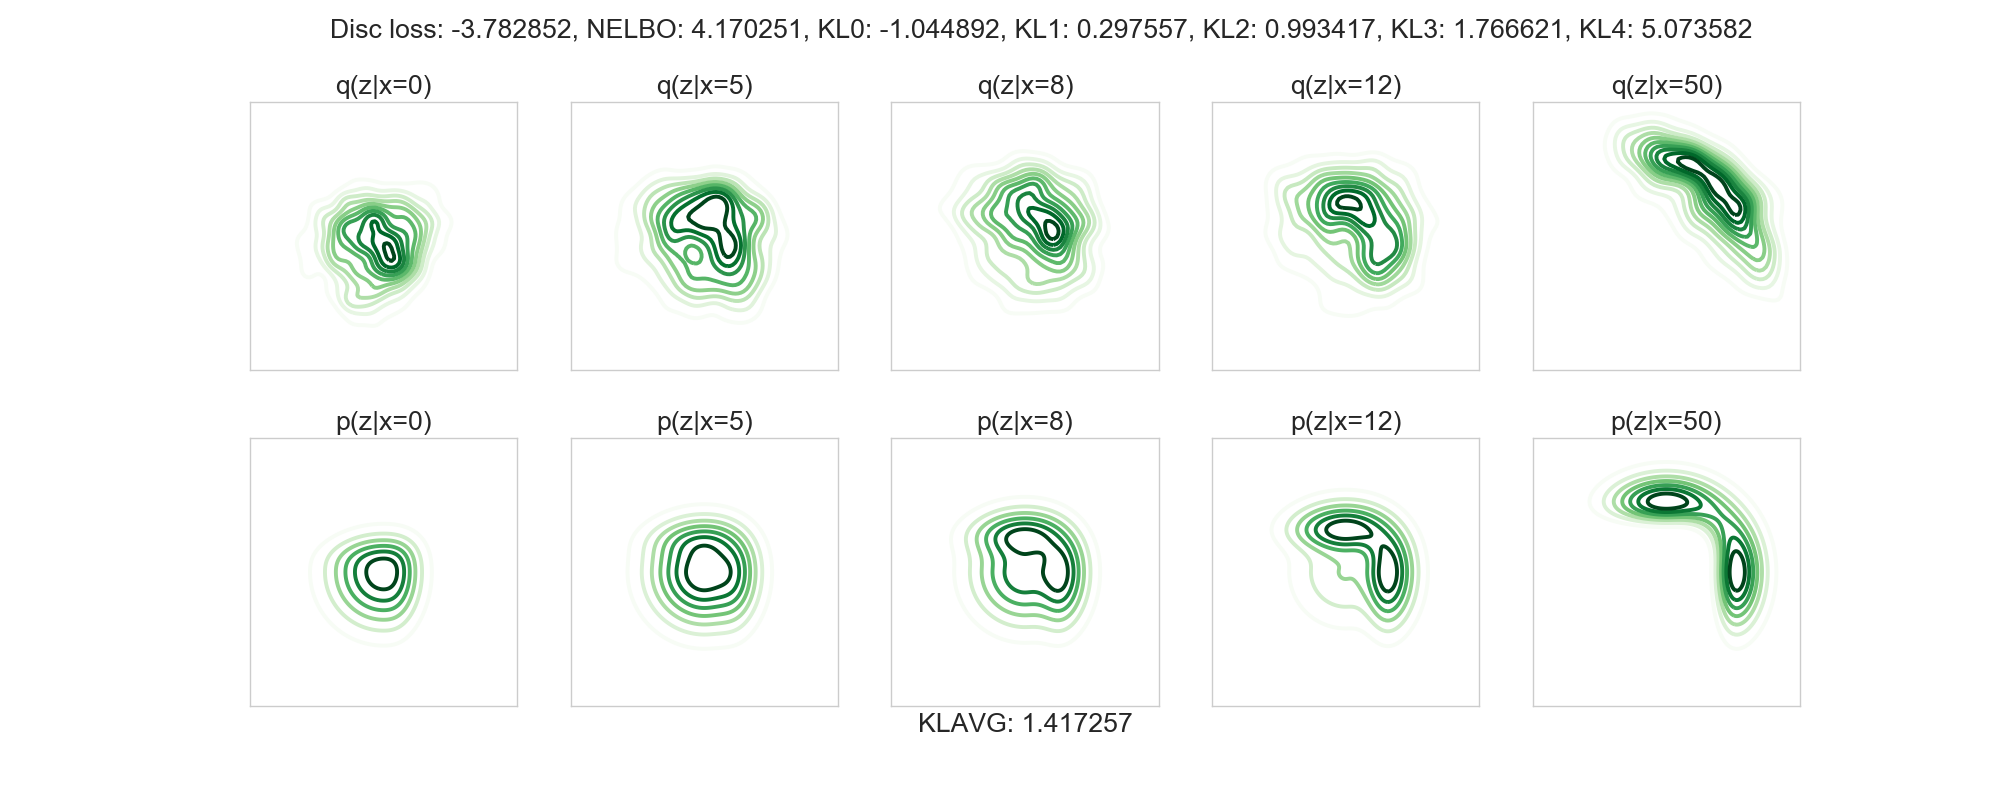 Disc loss: -3.782852, NELBO: 4.170251, KL0: -1.044892, KL1: 0.297557, KL2: 0.993417, KL3: 1.766621, KL4: 5.073582
q(z|x=0) q(z|x=5) q(z|x=8) q(z|x=12) q(z|x=50)
p(z|x=0) p(z|x=5) p(z|x=8) p(z|x=12) p(z|x=50)
KLAVG: 1.417257